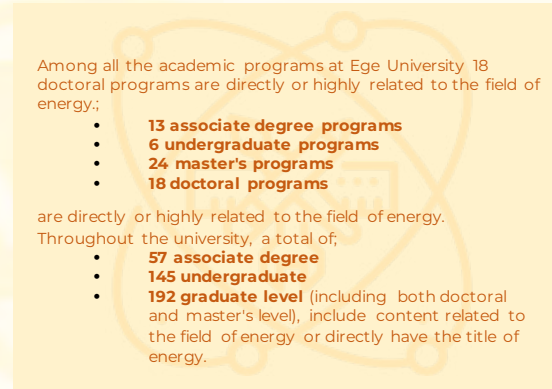 Among all the academic programs at Ege University 18
doctoral programs are directly or highly related to the field of
energy.;
• 13 associate degree programs
• 6 undergraduate programs
• 24 master's programs
• 18 doctoral programs
are directly or highly related to the field of energy.
Throughout the university, a total of;
• 57 associate degree
• 145 undergraduate
• 192 graduate level (including both doctoral
and master's level), include content related to
the field of energy or directly have the title of
energy.